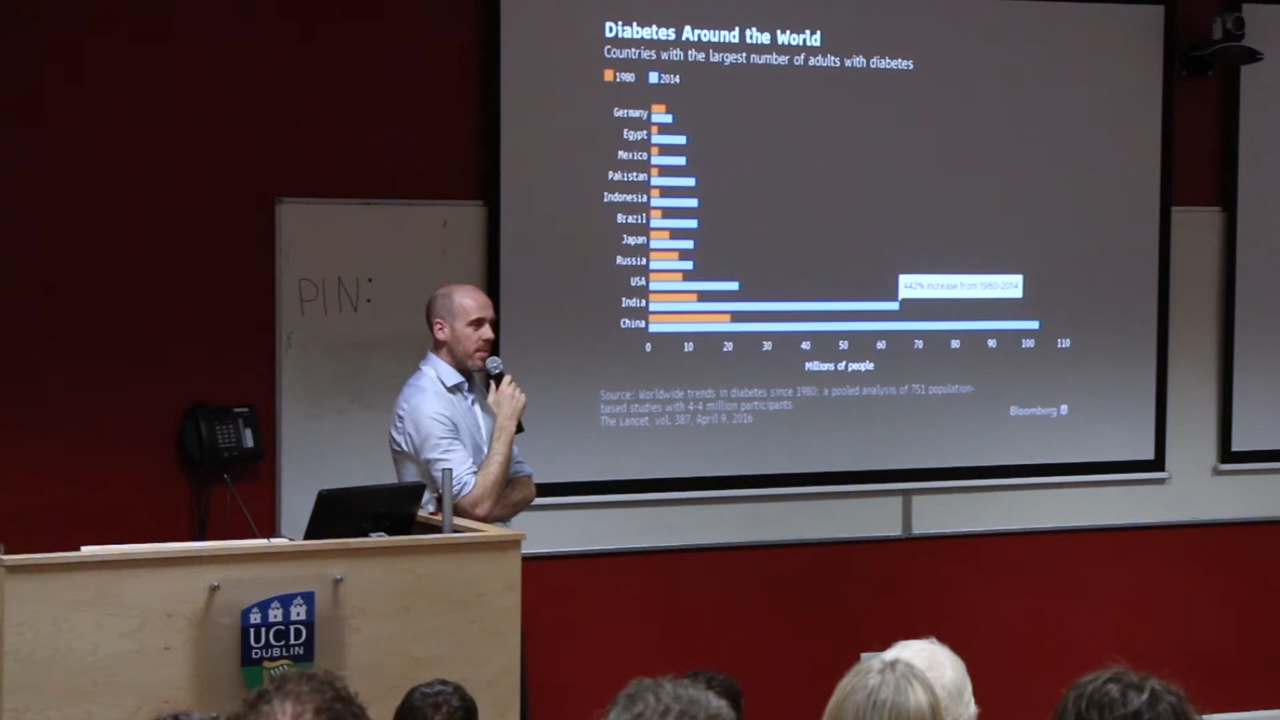 Diabetes Around the World
Countries with the largest number of adults with diabetes
1980 2014
Germany
Egypt
Mexico
Pakistan
Indonesia
Brazil
Japan
Russia
USA
442% increase from 1980-2014
India
China
0 10 20 30 40 50 60 70 80 90 100 110
Millions of people
Source: Worldwide trends in diabetes since 1980: a pooled analysis of 751 population-
based studies with 4-4 million participants
The Lancet, vol. 387, April 9, 2016
Bloomberg
PIN:
UCD
DUBLIN